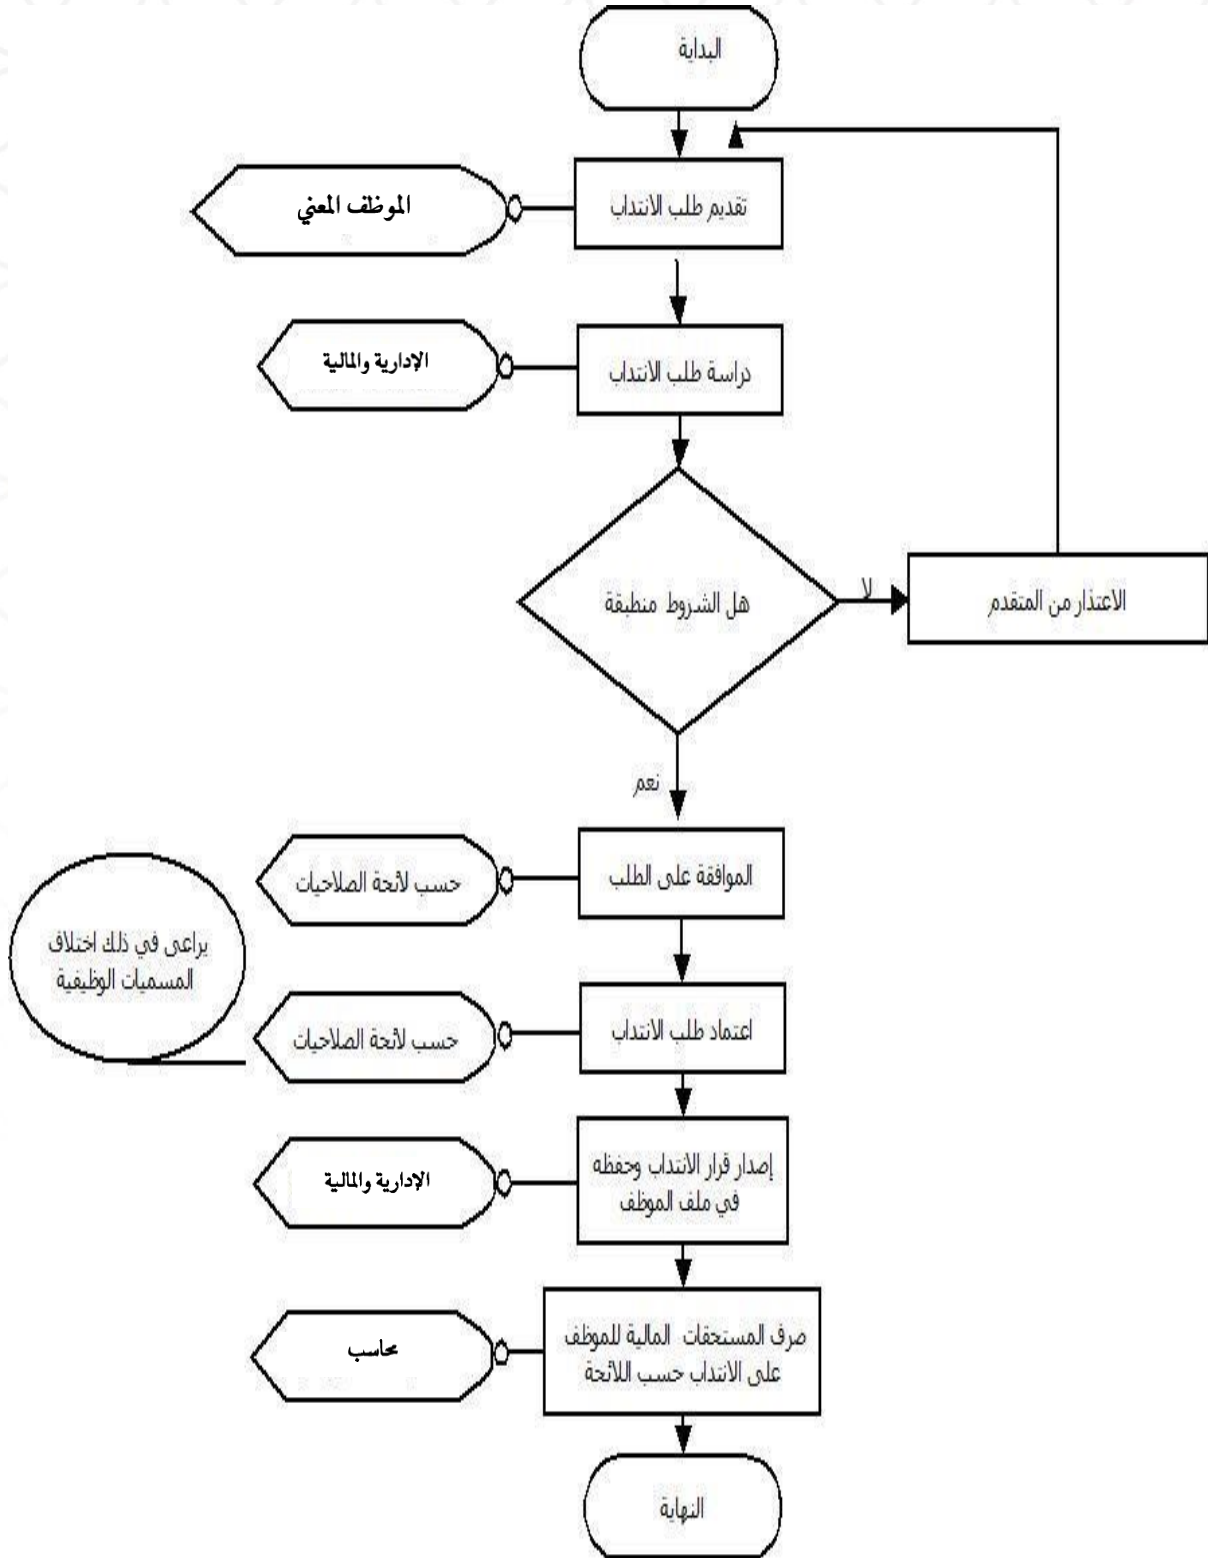 البداية
تقديم طلب الانتداب
الموظف المعني
دراسة طلب الانتداب
الإدارية والمالية
هل الشروط منطبقة
لا
الاعتذار من المتقدم
نعم
الموافقة على الطلب
حسب لائحة الصلاحيات
يراعى في ذلك اختلاف
المسميات الوظيفية
اعتماد طلب الانتداب
حسب لائحة الصلاحيات
إصدار قرار الانتداب وحفظه
في ملف الموظف
الإدارية والمالية
صرف المستحقات المالية للموظف
على الانتداب حسب اللائحة
محاسب
النهاية